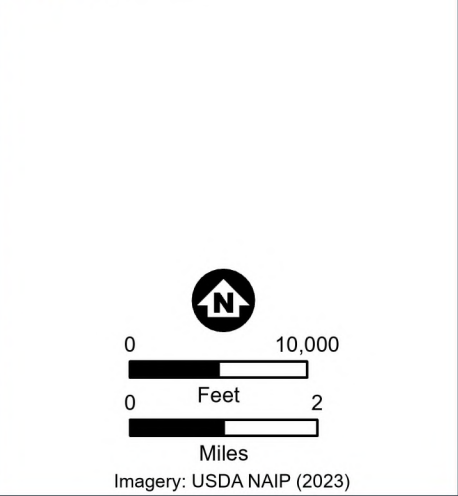 N
0 10,000
Feet
0 2
Miles
Imagery: USDA NAIP (2023)